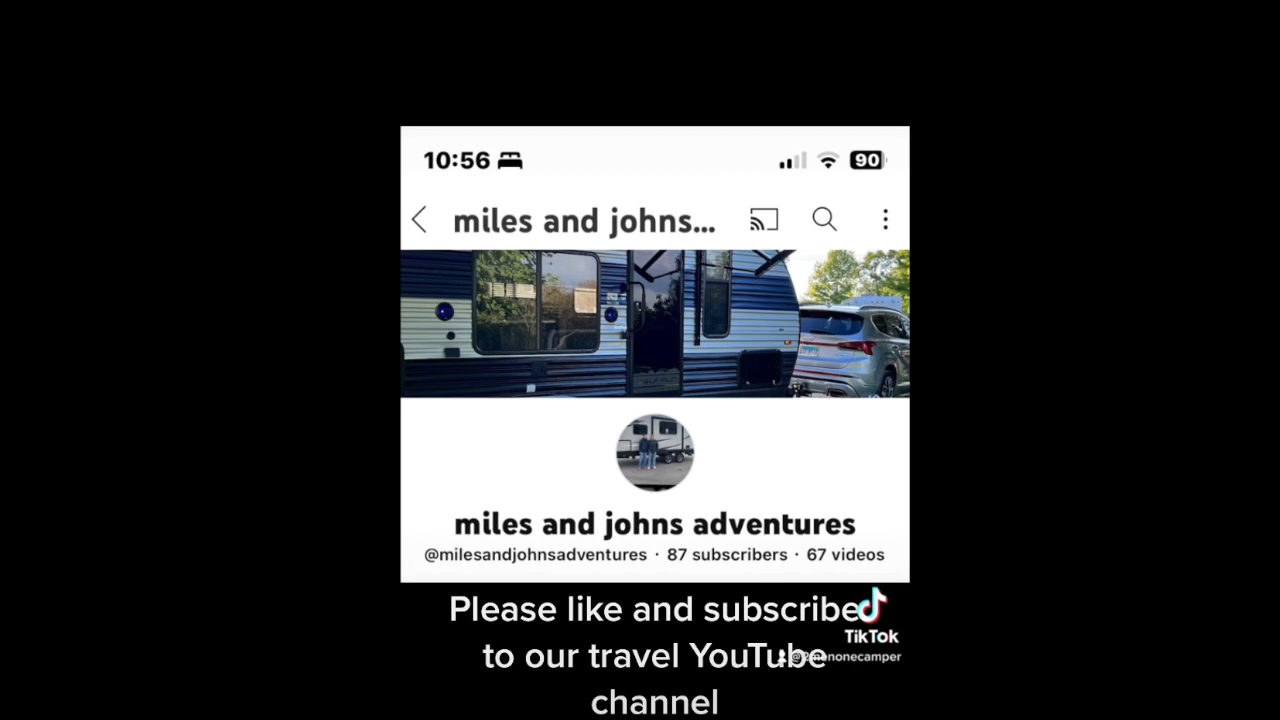 10:56
90
miles and johns...
miles and johns adventures
@milesandjohnsadventures · 87 subscribers · 67 videos
Please like and subscribe
to our travel YouTube
channel
TikTok
@2menonecamper